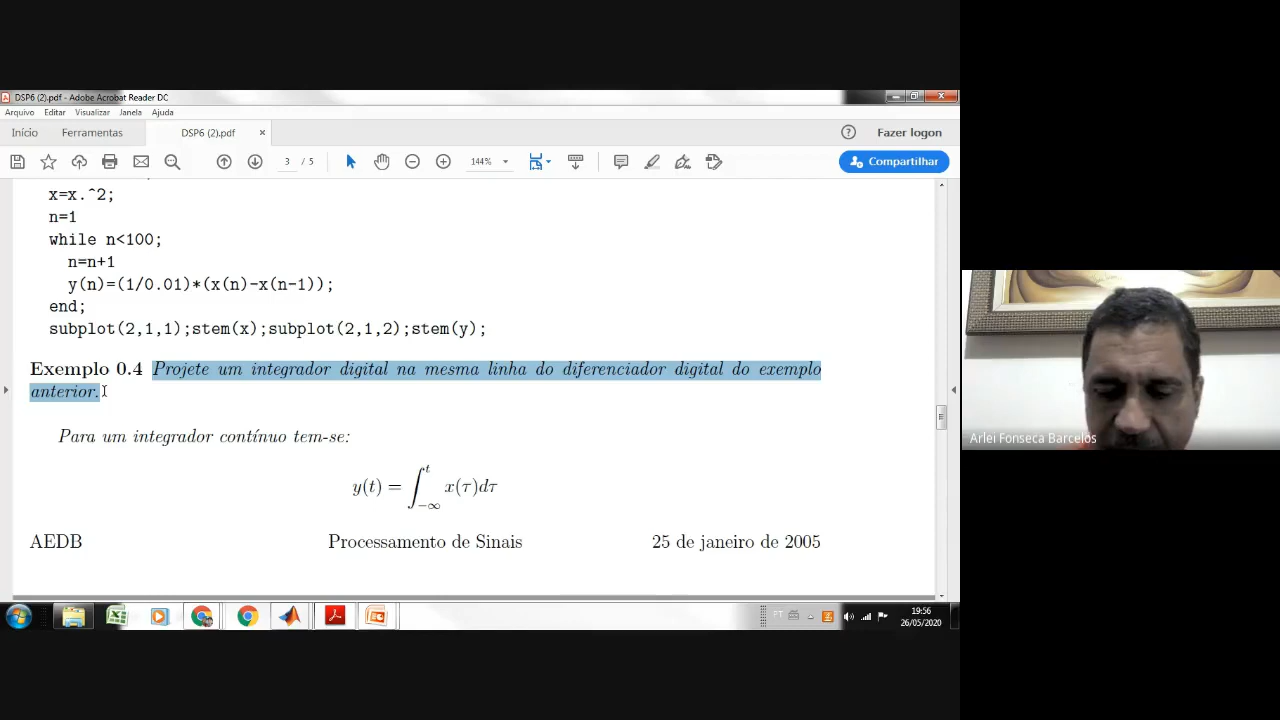 DSP6 (2).pdf - Adobe Acrobat Reader DC
Arquivo Editar Visualizar Janela Ajuda
Início Ferramentas DSP6 (2).pdf × Fazer logon
3 / 5 144% Compartilhar
x=x.^2;
n=1
while n<100;
n=n+1
y(n)=(1/0.01)*(x(n)-x(n-1));
end;
subplot(2,1,1);stem(x);subplot(2,1,2);stem(y);
Exemplo 0.4 Projete um integrador digital na mesma linha do diferenciador digital do exemplo
anterior.
Para um integrador contínuo tem-se:
y(t) = ∫_{−∞}^{t} x(τ)dτ
AEDB Processamento de Sinais 25 de janeiro de 2005
Arlei Fonseca Barcelos
PT 19:56
26/05/2020